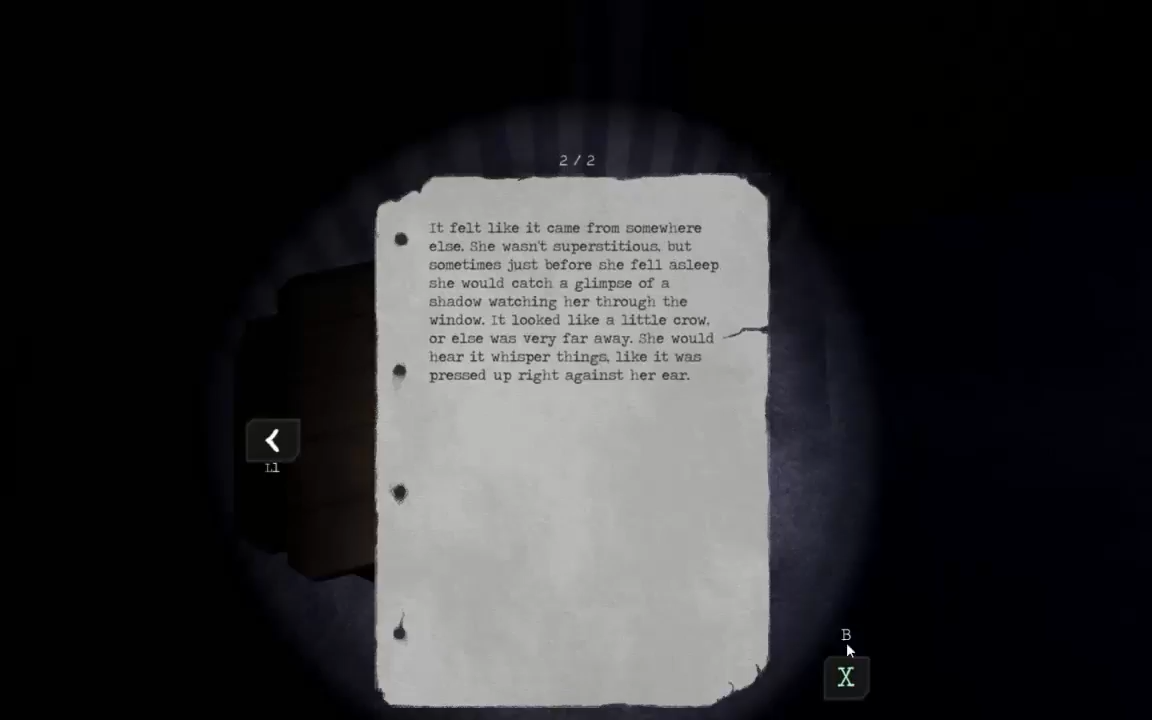 2 / 2
It felt like it came from somewhere
else. She wasn't superstitious, but
sometimes just before she fell asleep
she would catch a glimpse of a
shadow watching her through the
window. It looked like a little crow,
or else was very far away. She would
hear it whisper things, like it was
pressed up right against her ear.
L1
B
X